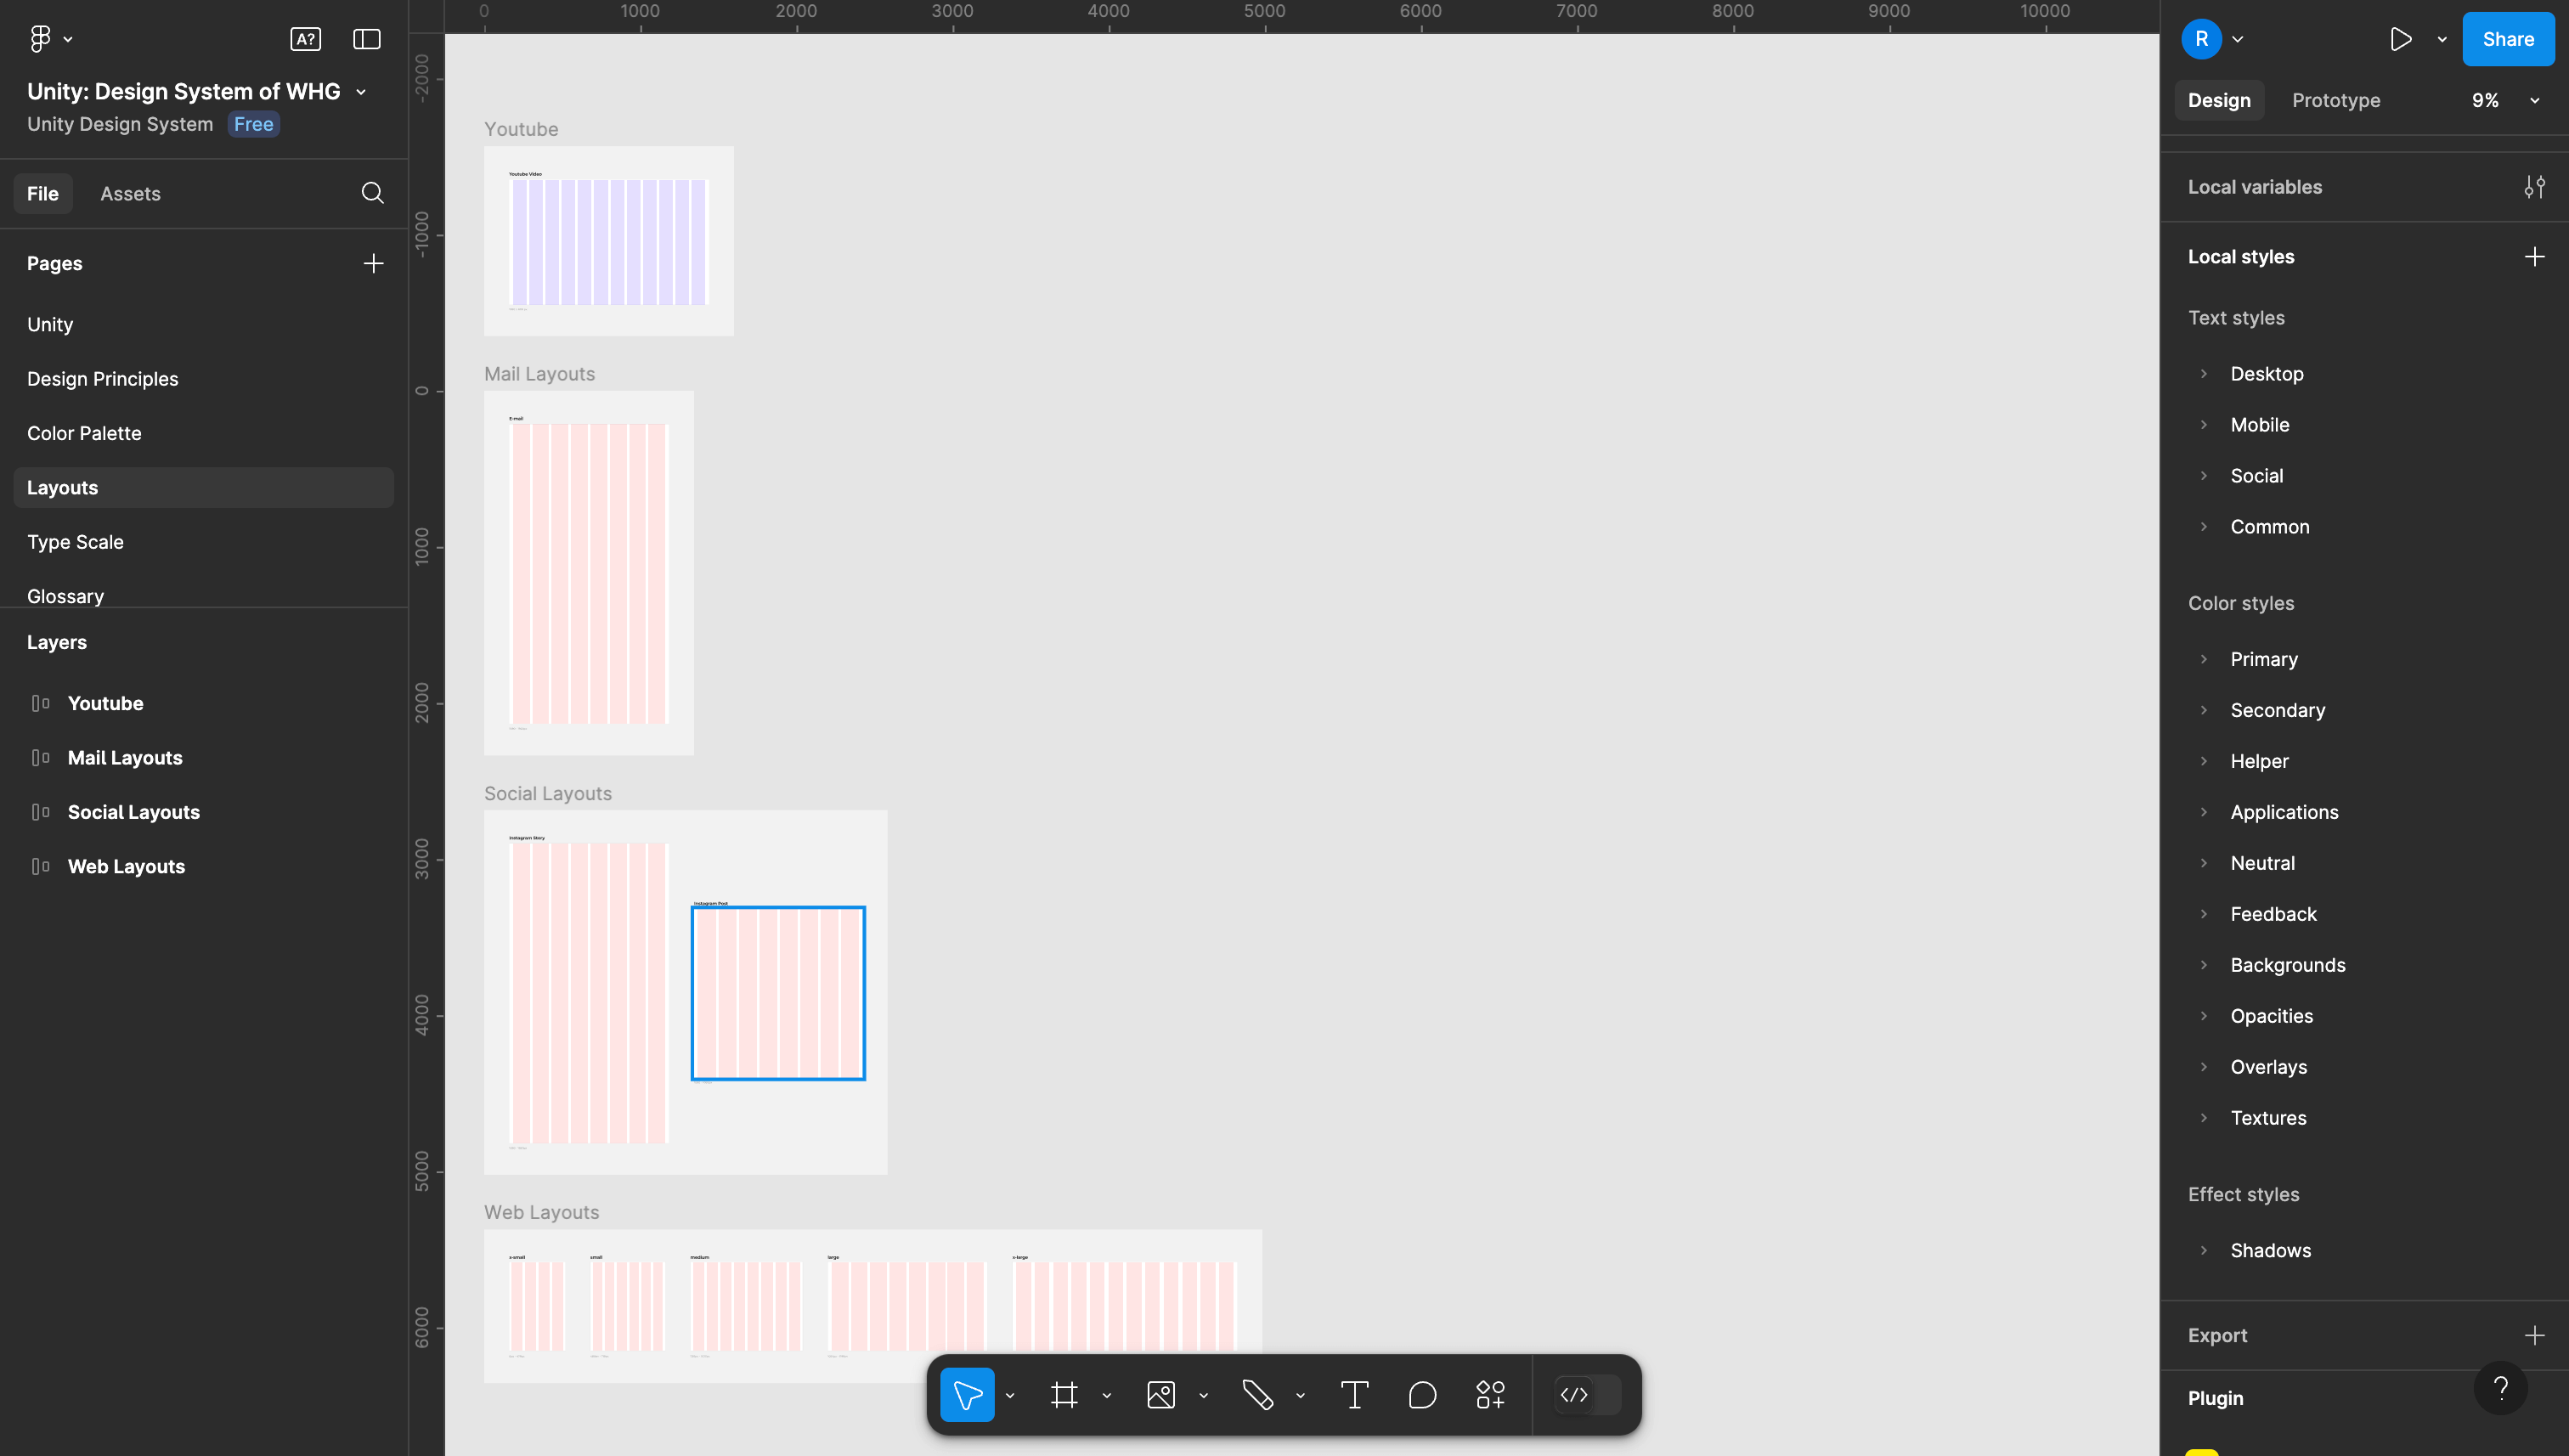 A?
Unity: Design System of WHG
Unity Design System Free
File Assets
Pages
Unity
Design Principles
Color Palette
Layouts
Type Scale
Glossary
Layers
Youtube
Mail Layouts
Social Layouts
Web Layouts
0 1000 2000 3000 4000 5000 6000 7000 8000 9000 10000
-2000
-1000
0
1000
2000
3000
4000
5000
6000
Youtube
Youtube Video
Mail Layouts
E-mail
Social Layouts
Instagram Story
Instagram Post
Web Layouts
x-small small medium large x-large
R Share
Design Prototype 9%
Local variables
Local styles
Text styles
Desktop
Mobile
Social
Common
Color styles
Primary
Secondary
Helper
Applications
Neutral
Feedback
Backgrounds
Opacities
Overlays
Textures
Effect styles
Shadows
Export
Plugin
?